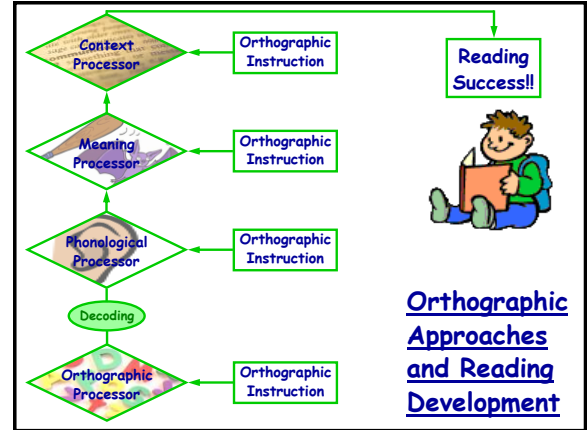 Context
Processor
Orthographic
Instruction
Reading
Success!!
Meaning
Processor
Orthographic
Instruction
Phonological
Processor
Orthographic
Instruction
Decoding
Orthographic
Processor
Orthographic
Instruction
Orthographic
Approaches
and Reading
Development